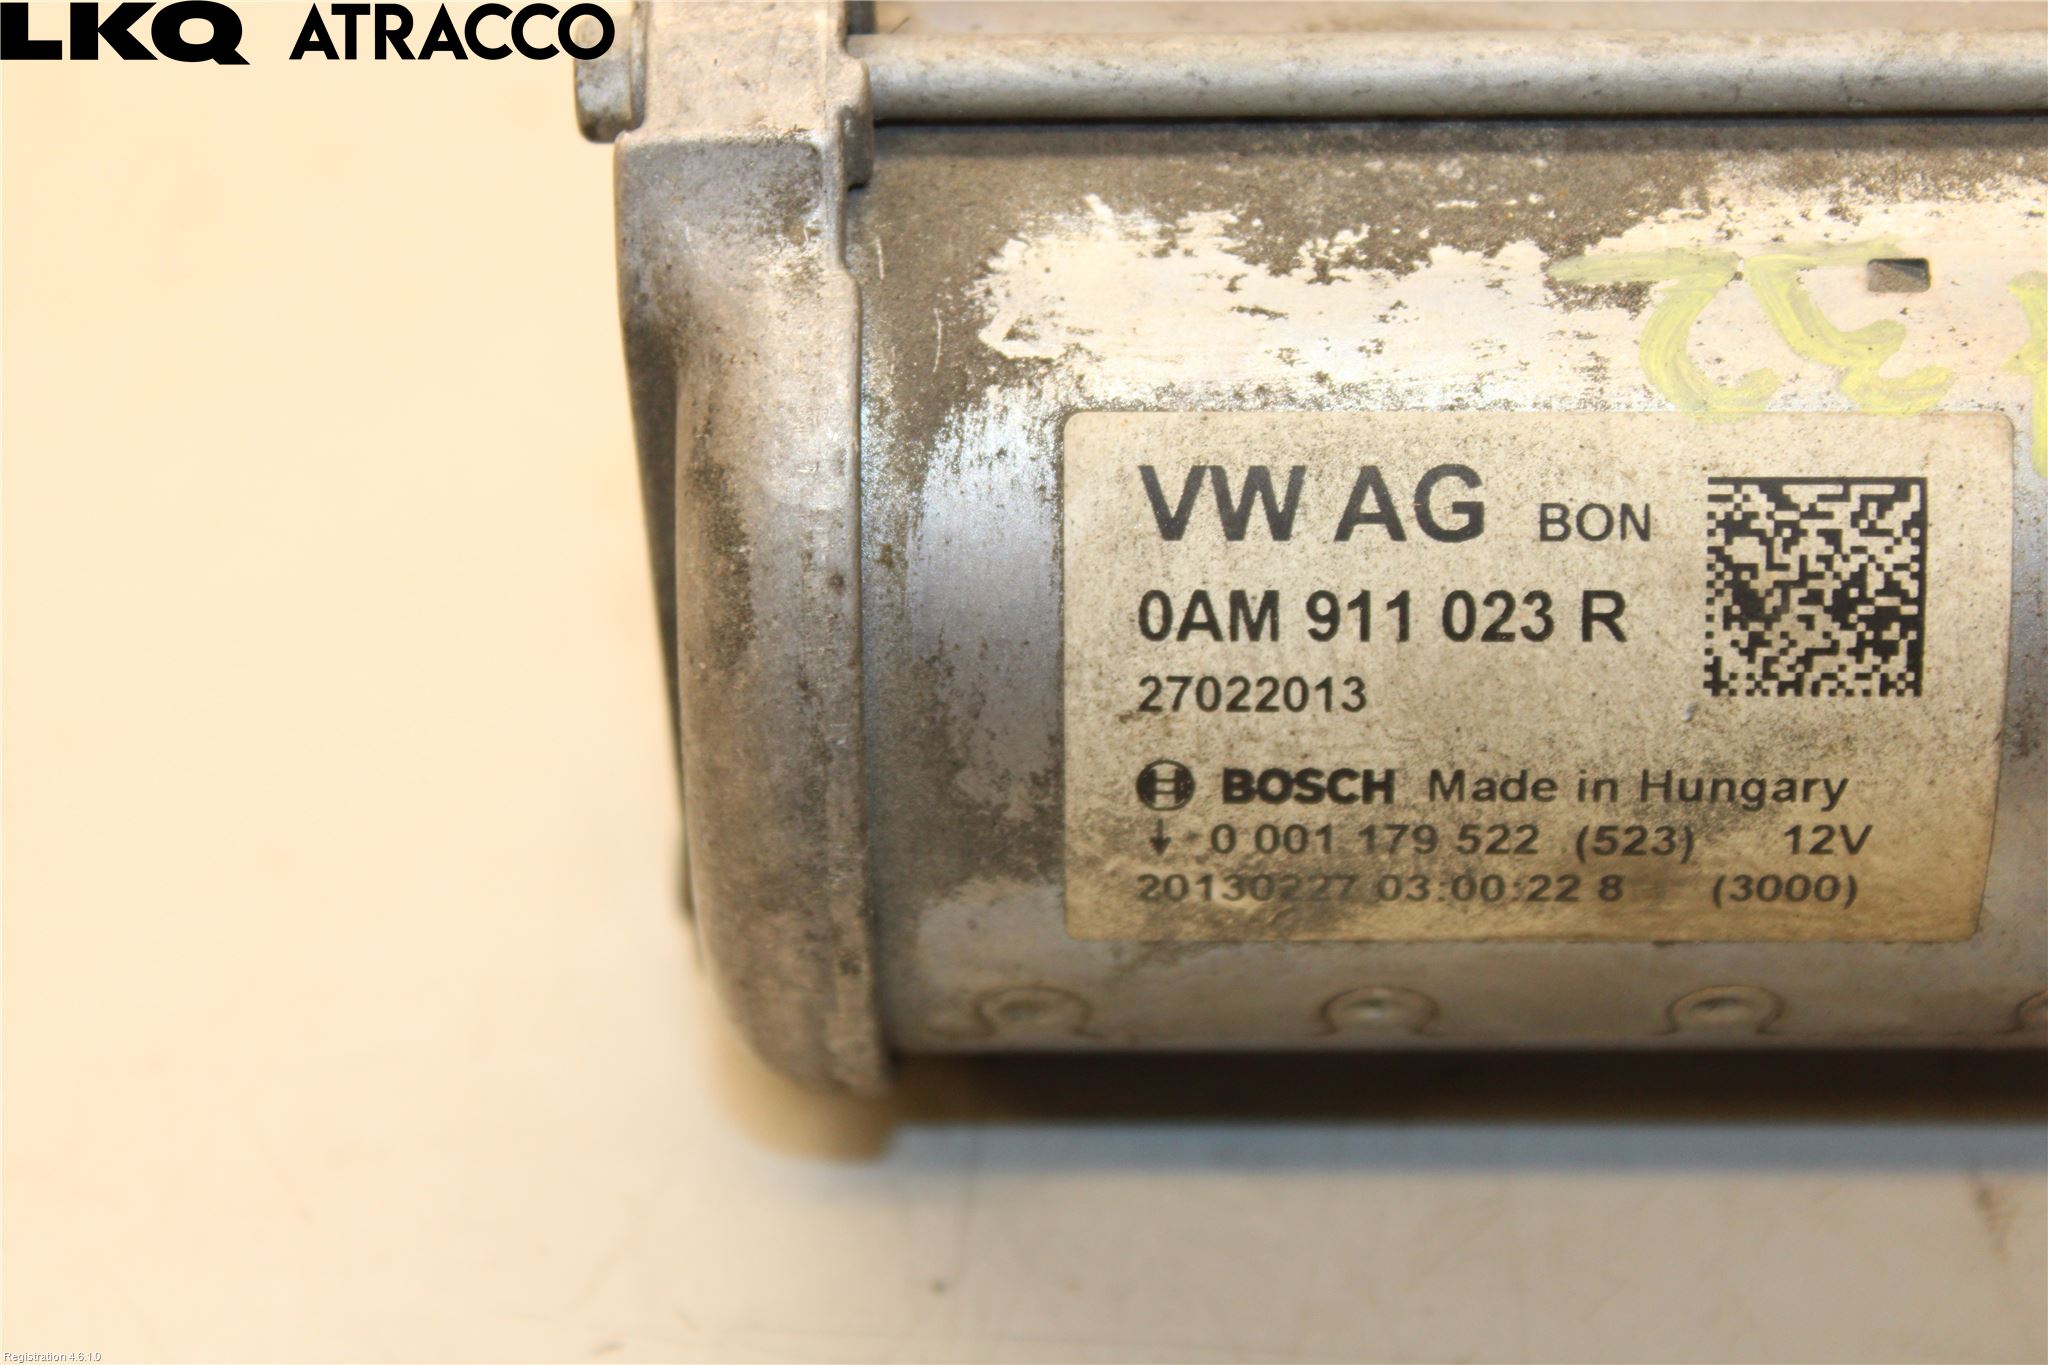 LKQ ATRACCO
VW AG BON
0AM 911 023 R
27022013
BOSCH Made in Hungary
0 001 179 522 (523) 12V
20130227 03:00:22 8 (3000)
Registration 4.6.1.0